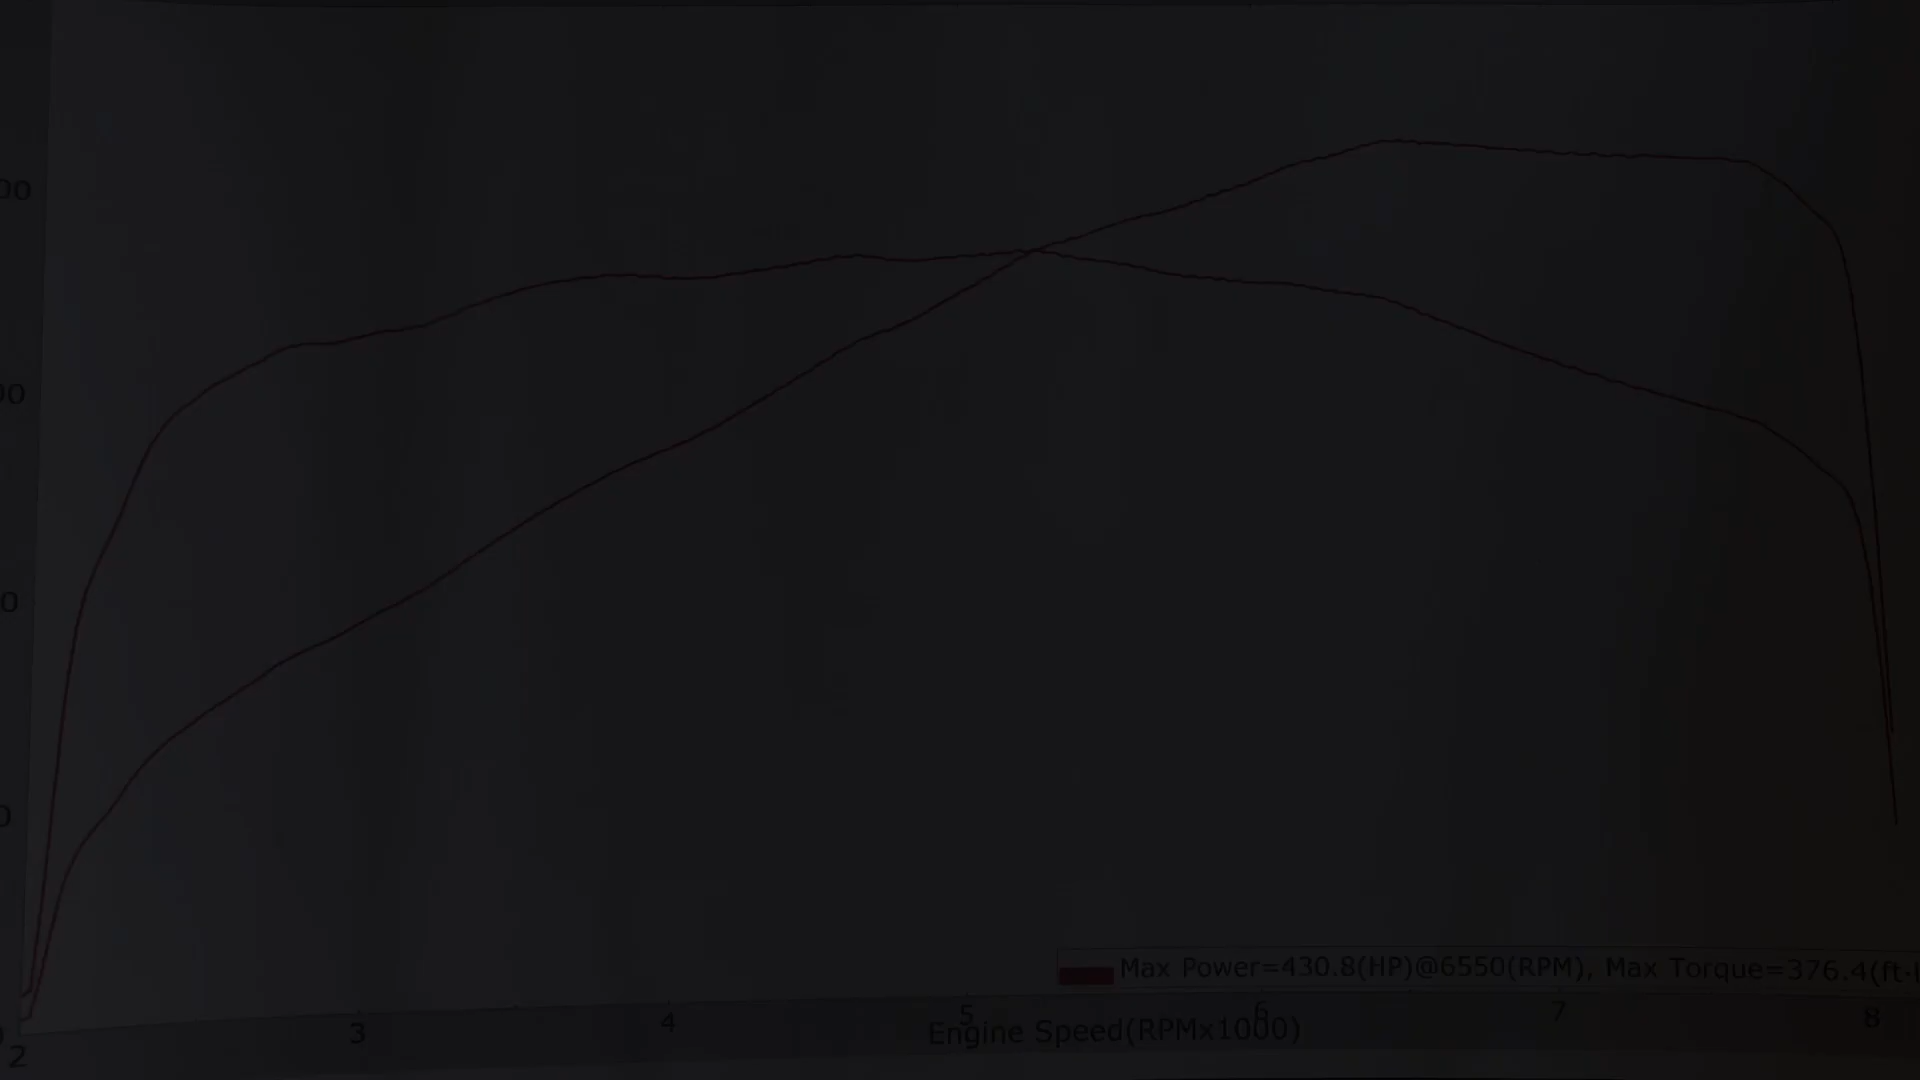 00
00
0
0
Max Power=430.8(HP)@6550(RPM), Max Torque=376.4(ft-
2 3 4 5 6 7 8
Engine Speed(RPMx1000)